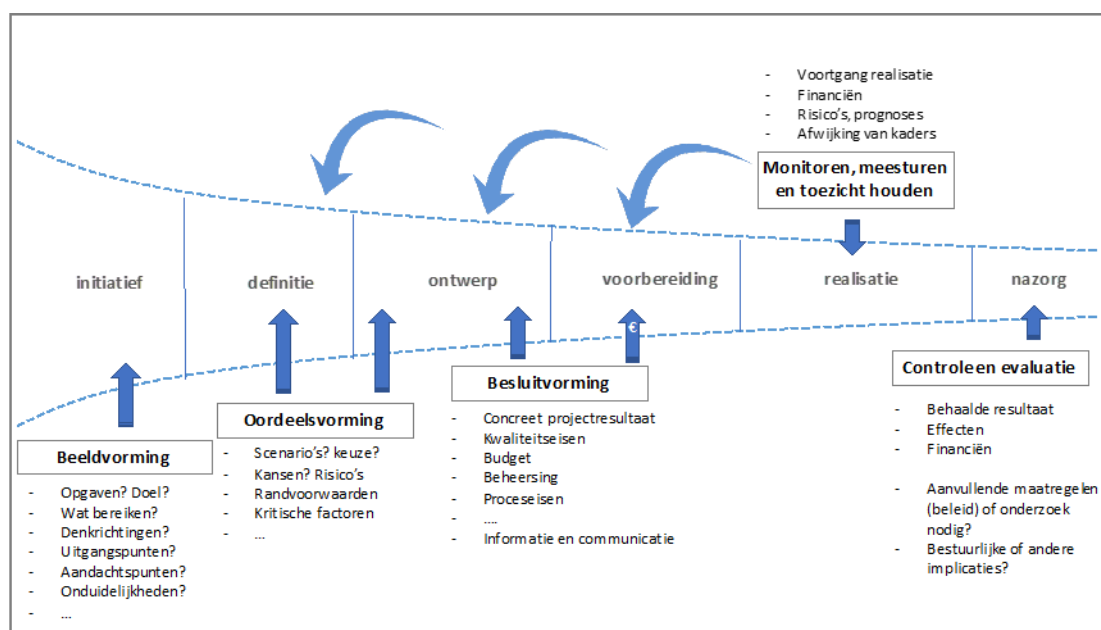 - Voortgang realisatie
- Financiën
- Risico's, prognoses
- Afwijking van kaders
Monitoren, meesturen
en toezicht houden
initiatief
definitie
ontwerp
voorbereiding
realisatie
nazorg
€
Beeldvorming
- Opgaven? Doel?
- Wat bereiken?
- Denkrichtingen?
- Uitgangspunten?
- Aandachtspunten?
- Onduidelijkheden?
- ...
Oordeelsvorming
- Scenario's? keuze?
- Kansen? Risico's
- Randvoorwaarden
- Kritische factoren
- ...
Besluitvorming
- Concreet projectresultaat
- Kwaliteitseisen
- Budget
- Beheersing
- Proceseisen
- ....
- Informatie en communicatie
Controle en evaluatie
- Behaalde resultaat
- Effecten
- Financiën
- Aanvullende maatregelen
(beleid) of onderzoek
nodig?
- Bestuurlijke of andere
implicaties?